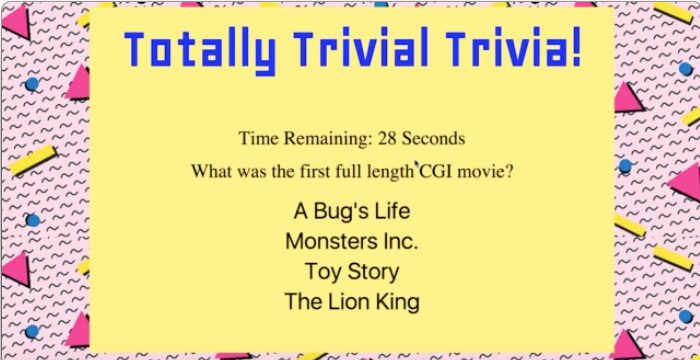 Totally Trivial Trivia!
Time Remaining: 28 Seconds
What was the first full length CGI movie?
A Bug's Life
Monsters Inc.
Toy Story
The Lion King